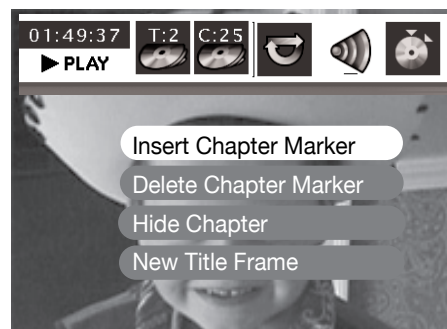 01:49:37 T:2 C:25
PLAY
Insert Chapter Marker
Delete Chapter Marker
Hide Chapter
New Title Frame